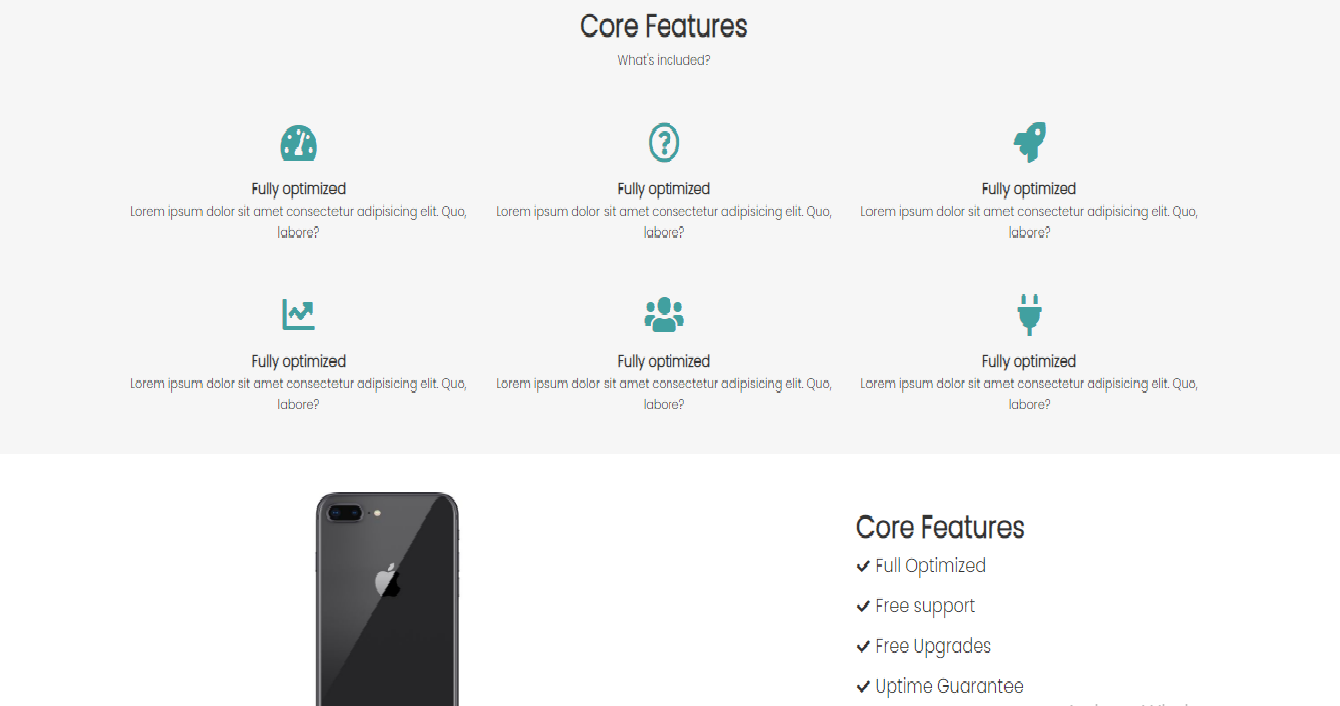 Core Features
What's included?
Fully optimized
Lorem ipsum dolor sit amet consectetur adipisicing elit. Quo,
labore?
Fully optimized
Lorem ipsum dolor sit amet consectetur adipisicing elit. Quo,
labore?
Fully optimized
Lorem ipsum dolor sit amet consectetur adipisicing elit. Quo,
labore?
Fully optimized
Lorem ipsum dolor sit amet consectetur adipisicing elit. Quo,
labore?
Fully optimized
Lorem ipsum dolor sit amet consectetur adipisicing elit. Quo,
labore?
Fully optimized
Lorem ipsum dolor sit amet consectetur adipisicing elit. Quo,
labore?
Core Features
Full Optimized
Free support
Free Upgrades
Uptime Guarantee